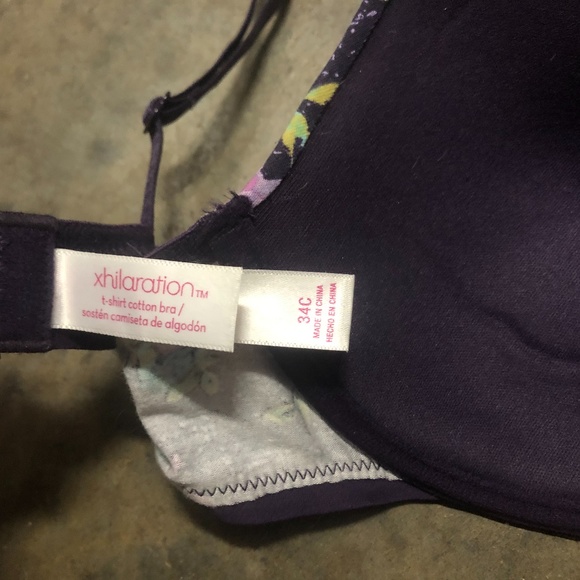 xhilaration™
t-shirt cotton bra /
sostén camiseta de algodón
34C
MADE IN CHINA
HECHO EN CHINA